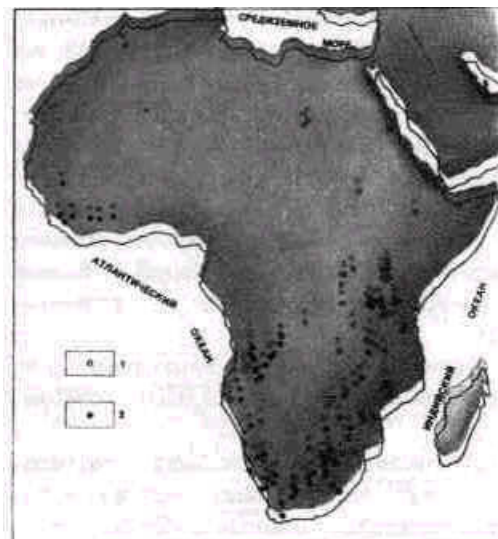 СРЕДИЗЕМНОЕ
МОРЕ
АТЛАНТИЧЕСКИЙ
ОКЕАН
ИНДИЙСКИЙ
ОКЕАН
1
2